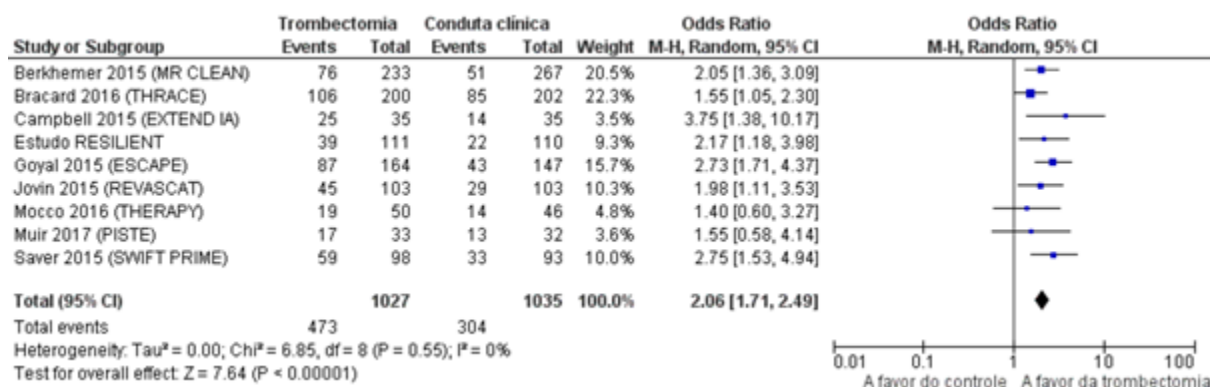 Trombectomia Conduta clínica Odds Ratio Odds Ratio
Study or Subgroup Events Total Events Total Weight M-H, Random, 95% CI M-H, Random, 95% CI
Berkhemer 2015 (MR CLEAN) 76 233 51 267 20.5% 2.05 [1.36, 3.09]
Bracard 2016 (THRACE) 106 200 85 202 22.3% 1.55 [1.05, 2.30]
Campbell 2015 (EXTEND IA) 25 35 14 35 3.5% 3.75 [1.38, 10.17]
Estudo RESILIENT 39 111 22 110 9.3% 2.17 [1.18, 3.98]
Goyal 2015 (ESCAPE) 87 164 43 147 15.7% 2.73 [1.71, 4.37]
Jovin 2015 (REVASCAT) 45 103 29 103 10.3% 1.98 [1.11, 3.53]
Mocco 2016 (THERAPY) 19 50 14 46 4.8% 1.40 [0.60, 3.27]
Muir 2017 (PISTE) 17 33 13 32 3.6% 1.55 [0.58, 4.14]
Saver 2015 (SWIFT PRIME) 59 98 33 93 10.0% 2.75 [1.53, 4.94]
Total (95% CI) 1027 1035 100.0% 2.06 [1.71, 2.49]
Total events 473 304
Heterogeneity: Tau² = 0.00; Chi² = 6.85, df = 8 (P = 0.55); I² = 0%
Test for overall effect: Z = 7.64 (P < 0.00001)
0.01 0.1 1 10 100
A favor do controle A favor da trombectomia